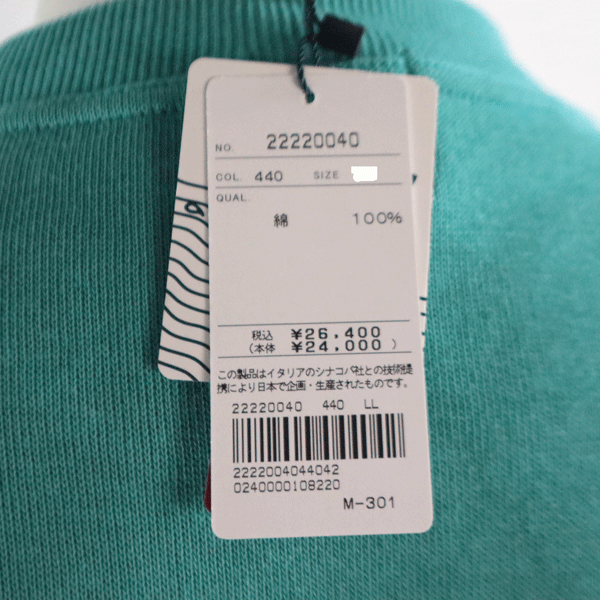 NO. 22220040
COL. 440 SIZE
QUAL.
綿 100%
税込 ¥26,400
(本体 ¥24,000)
この製品はイタリアのシナコバ社との技術提
携により日本で企画・生産されたものです。
22220040 440 LL
2222004044042
0240000108220
M-301